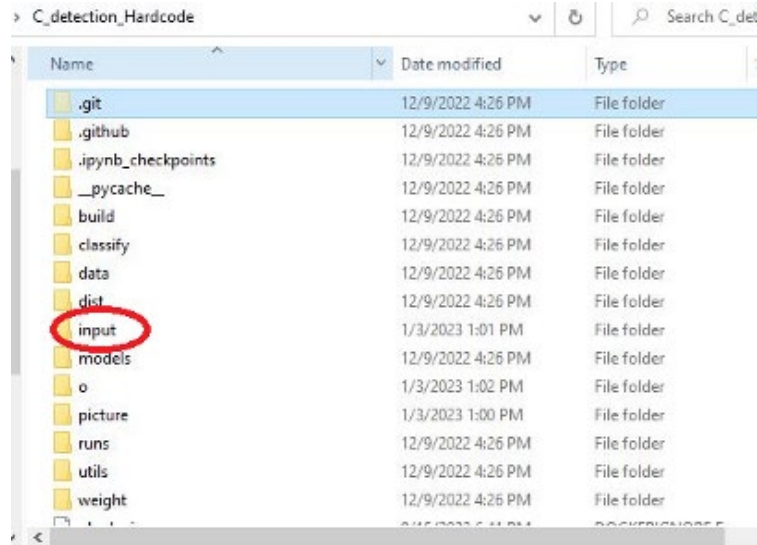 > C_detection_Hardcode Search C_det
Name Date modified Type
.git 12/9/2022 4:26 PM File folder
.github 12/9/2022 4:26 PM File folder
.ipynb_checkpoints 12/9/2022 4:26 PM File folder
__pycache__ 12/9/2022 4:26 PM File folder
build 12/9/2022 4:26 PM File folder
classify 12/9/2022 4:26 PM File folder
data 12/9/2022 4:26 PM File folder
dist 12/9/2022 4:26 PM File folder
input 1/3/2023 1:01 PM File folder
models 12/9/2022 4:26 PM File folder
o 1/3/2023 1:02 PM File folder
picture 1/3/2023 1:00 PM File folder
runs 12/9/2022 4:26 PM File folder
utils 12/9/2022 4:26 PM File folder
weight 12/9/2022 4:26 PM File folder